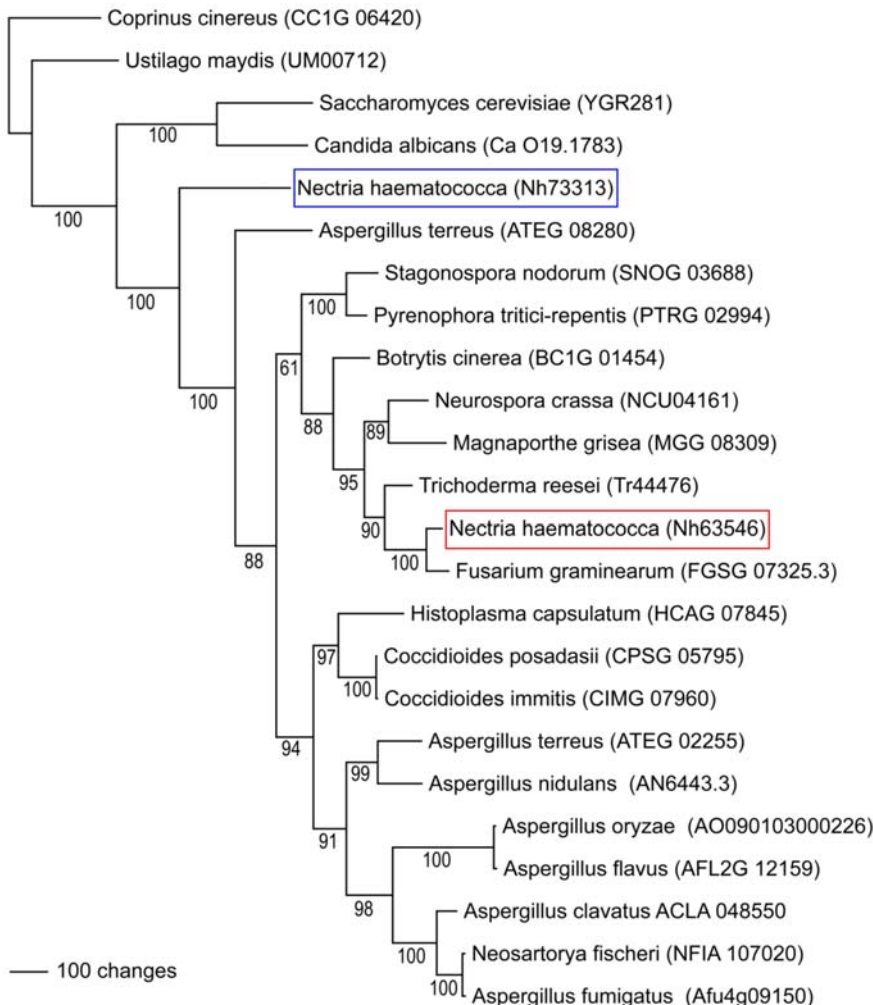 Coprinus cinereus (CC1G 06420)
Ustilago maydis (UM00712)
Saccharomyces cerevisiae (YGR281)
100
Candida albicans (Ca O19.1783)
Nectria haematococca (Nh73313)
100
Aspergillus terreus (ATEG 08280)
Stagonospora nodorum (SNOG 03688)
100
100
Pyrenophora tritici-repentis (PTRG 02994)
Botrytis cinerea (BC1G 01454)
61
Neurospora crassa (NCU04161)
100
88
89
Magnaporthe grisea (MGG 08309)
95
Trichoderma reesei (Tr44476)
Nectria haematococca (Nh63546)
90
88
100
Fusarium graminearum (FGSG 07325.3)
Histoplasma capsulatum (HCAG 07845)
97
Coccidioides posadasii (CPSG 05795)
100
Coccidioides immitis (CIMG 07960)
94
Aspergillus terreus (ATEG 02255)
99
Aspergillus nidulans (AN6443.3)
91
Aspergillus oryzae (AO090103000226)
100
Aspergillus flavus (AFL2G 12159)
98
Aspergillus clavatus ACLA 048550
100
Neosartorya fischeri (NFIA 107020)
100 changes
100
Aspergillus fumigatus (Afu4g09150)